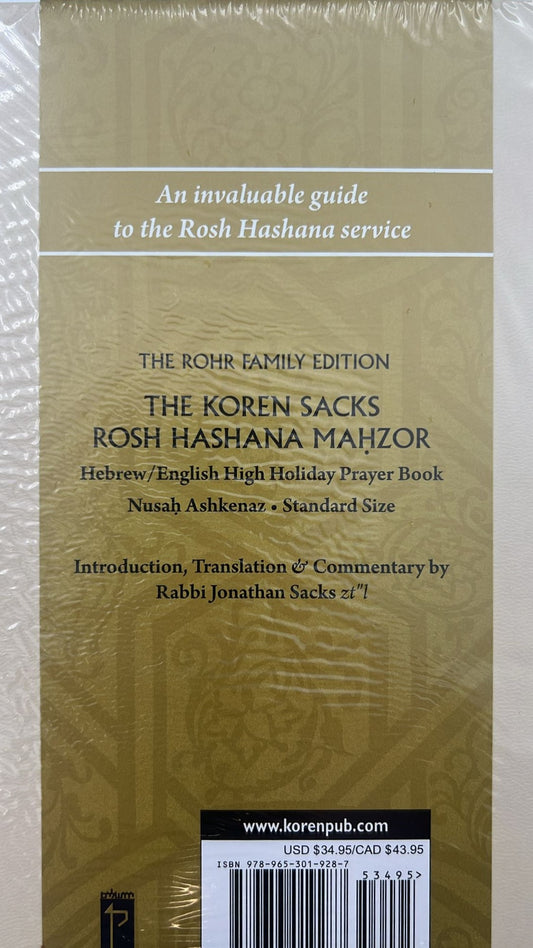 An invaluable guide
to the Rosh Hashana service
THE ROHR FAMILY EDITION
THE KOREN SACKS
ROSH HASHANA MAḤZOR
Hebrew/English High Holiday Prayer Book
Nusaḥ Ashkenaz • Standard Size
Introduction, Translation & Commentary by
Rabbi Jonathan Sacks zt"l
www.korenpub.com
USD $34.95/CAD $43.95
ISBN 978-965-301-928-7
53495>